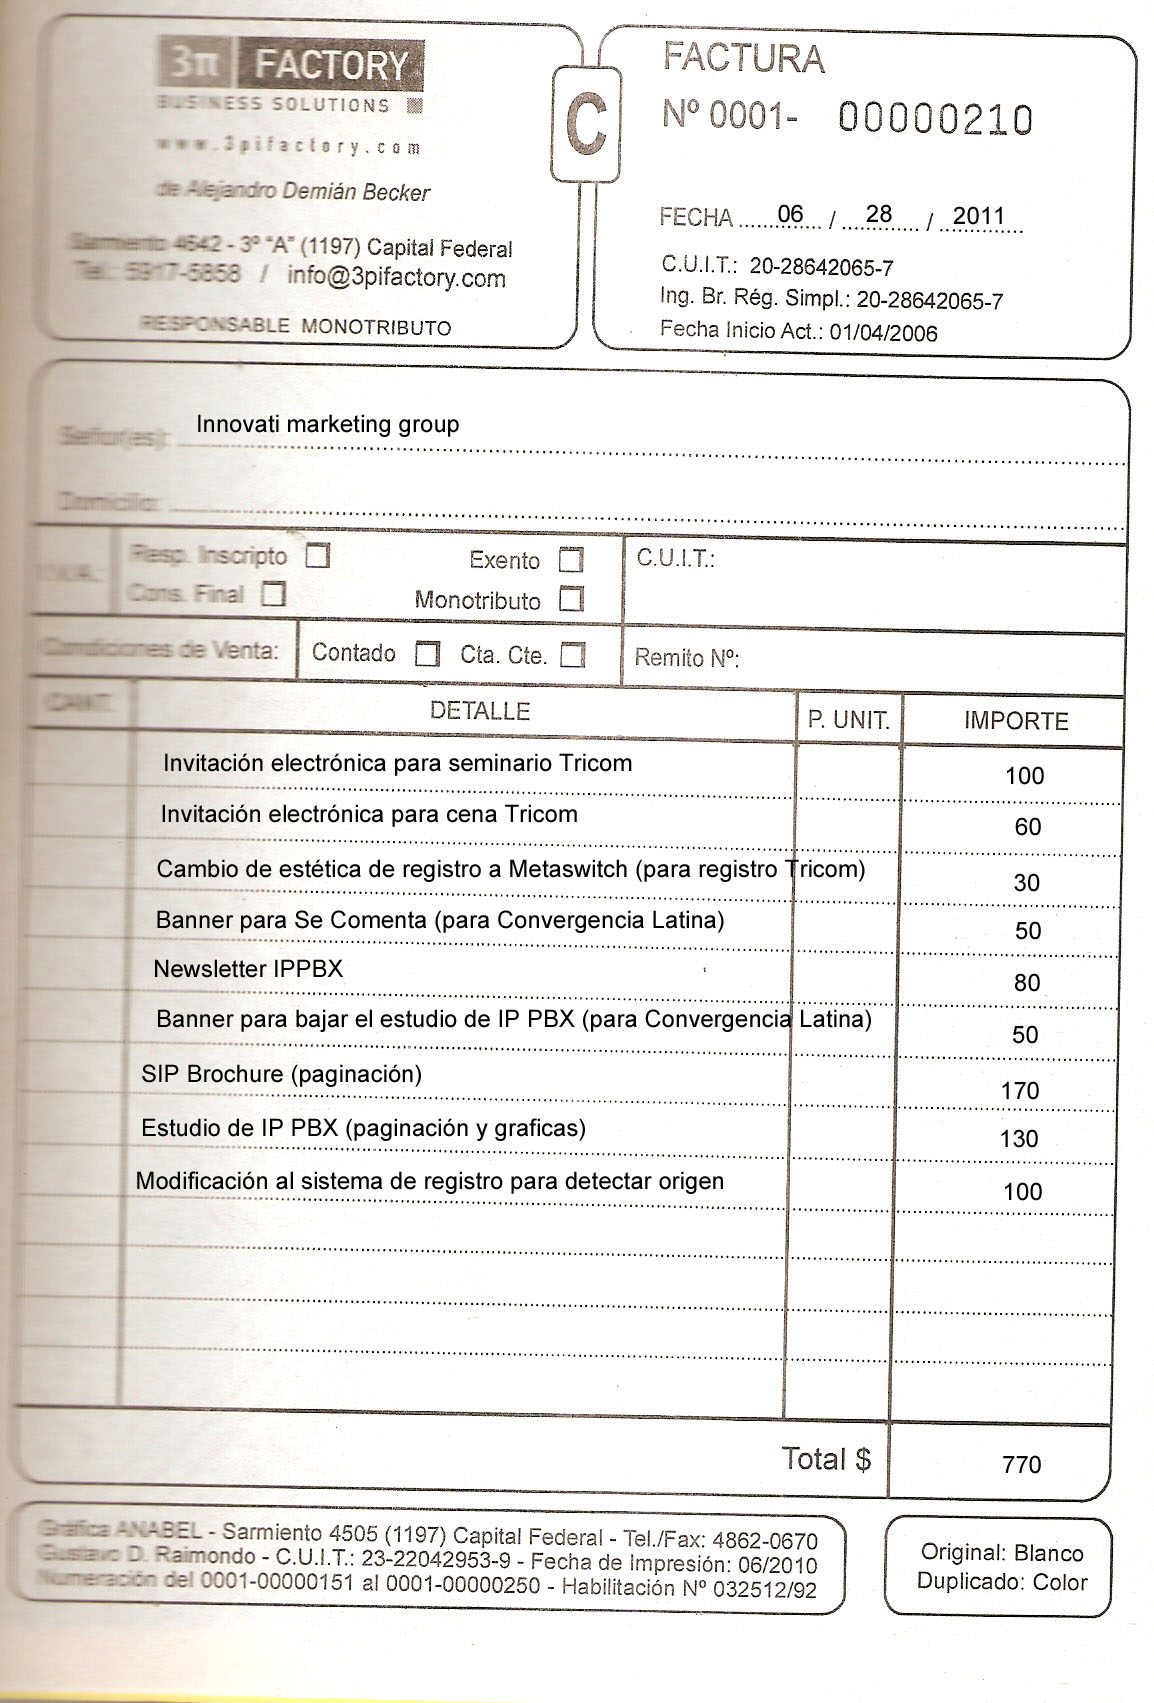 3π FACTORY
BUSINESS SOLUTIONS
www.3pifactory.com
de Alejandro Demián Becker
Sarmiento 4642 - 3º "A" (1197) Capital Federal
Tel.: 5917-5858 / info@3pifactory.com
RESPONSABLE MONOTRIBUTO
C
FACTURA
Nº 0001- 00000210
FECHA 06 / 28 / 2011
C.U.I.T.: 20-28642065-7
Ing. Br. Rég. Simpl.: 20-28642065-7
Fecha Inicio Act.: 01/04/2006
Señor(es): Innovati marketing group
Domicilio:
I.V.A.: Resp. Inscripto Exento C.U.I.T.:
Cons. Final Monotributo
Condiciones de Venta: Contado Cta. Cte. Remito Nº:
CANT. DETALLE P. UNIT. IMPORTE
Invitación electrónica para seminario Tricom 100
Invitación electrónica para cena Tricom 60
Cambio de estética de registro a Metaswitch (para registro Tricom) 30
Banner para Se Comenta (para Convergencia Latina) 50
Newsletter IPPBX 80
Banner para bajar el estudio de IP PBX (para Convergencia Latina) 50
SIP Brochure (paginación) 170
Estudio de IP PBX (paginación y graficas) 130
Modificación al sistema de registro para detectar origen 100
Total $ 770
Gráfica ANABEL - Sarmiento 4505 (1197) Capital Federal - Tel./Fax: 4862-0670
Gustavo D. Raimondo - C.U.I.T.: 23-22042953-9 - Fecha de Impresión: 06/2010
Numeración del 0001-00000151 al 0001-00000250 - Habilitación Nº 032512/92
Original: Blanco
Duplicado: Color